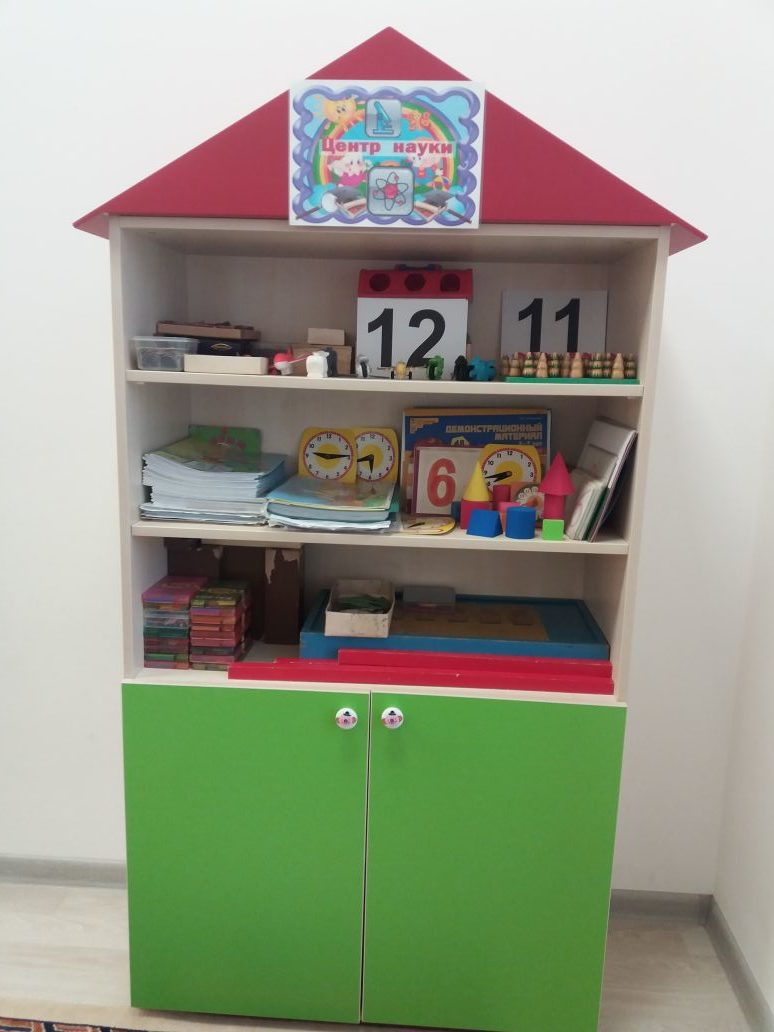 Центр науки
12
11
ДЕМОНСТРАЦИОННЫЙ
МАТЕРИАЛ
6